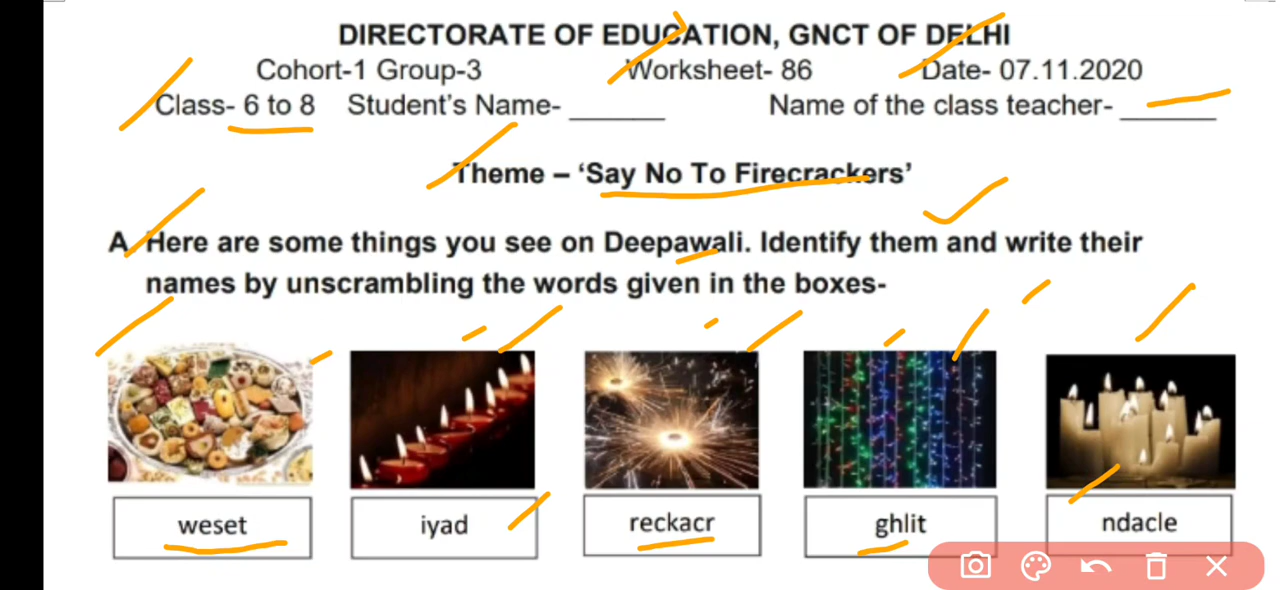 DIRECTORATE OF EDUCATION, GNCT OF DELHI
Cohort-1 Group-3 Worksheet- 86 Date- 07.11.2020
Class- 6 to 8 Student's Name- ______ Name of the class teacher- ______
Theme – ‘Say No To Firecrackers’
A Here are some things you see on Deepawali. Identify them and write their
names by unscrambling the words given in the boxes-
weset iyad reckacr ghlit ndacle